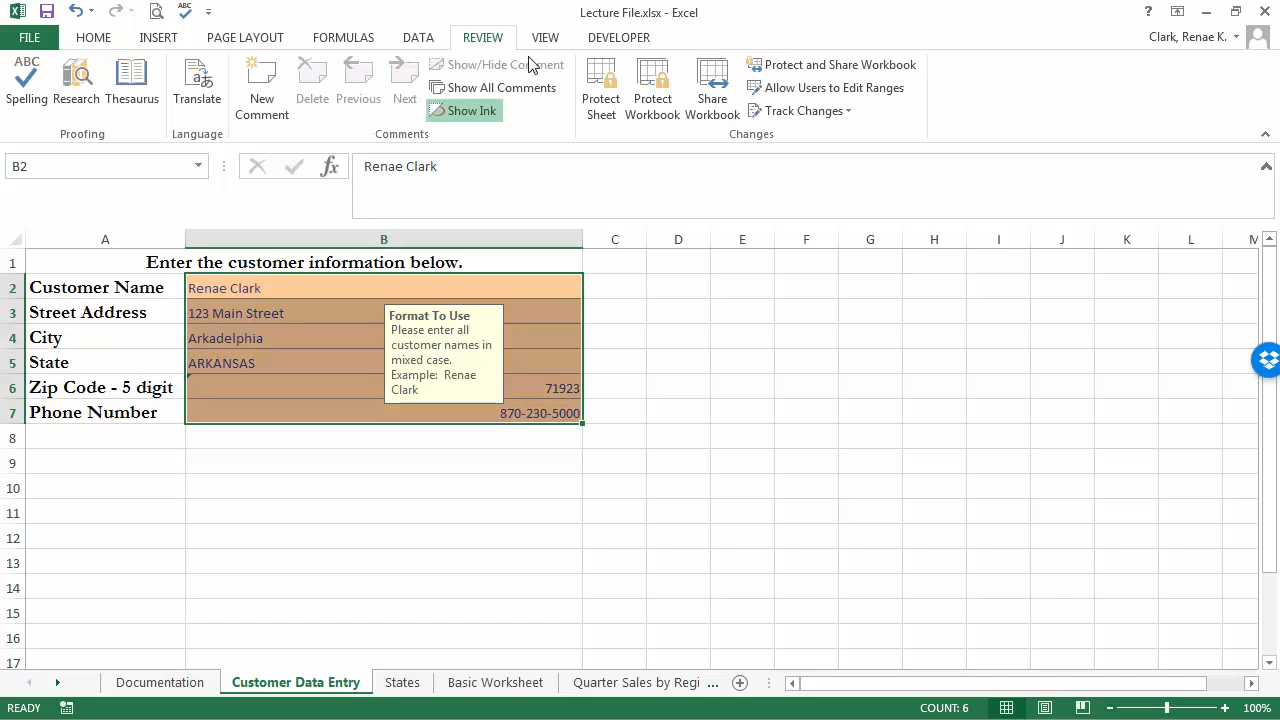 Lecture File.xlsx - Excel
FILE HOME INSERT PAGE LAYOUT FORMULAS DATA REVIEW VIEW DEVELOPER Clark, Renae K.
ABC
Spelling Research Thesaurus
Proofing
Translate
Language
New Comment Delete Previous Next
Show/Hide Comment
Show All Comments
Show Ink
Comments
Protect Sheet Protect Workbook Share Workbook
Protect and Share Workbook
Allow Users to Edit Ranges
Track Changes
Changes
B2 fx Renae Clark
A B C D E F G H I J K L M
1 Enter the customer information below.
2 Customer Name Renae Clark
3 Street Address 123 Main Street
4 City Arkadelphia
5 State ARKANSAS
6 Zip Code - 5 digit 71923
7 Phone Number 870-230-5000
Format To Use
Please enter all
customer names in
mixed case.
Example: Renae
Clark
8
9
10
11
12
13
14
15
16
17
Documentation Customer Data Entry States Basic Worksheet Quarter Sales by Regi ...
READY COUNT: 6 100%